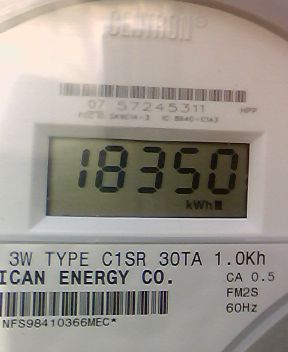 CENTRON®
07 57245311 HPP
18350
kWh
3W TYPE C1SR 30TA 1.0Kh
ICAN ENERGY CO. CA 0.5
FM2S
60Hz
NFS98410366MEC*